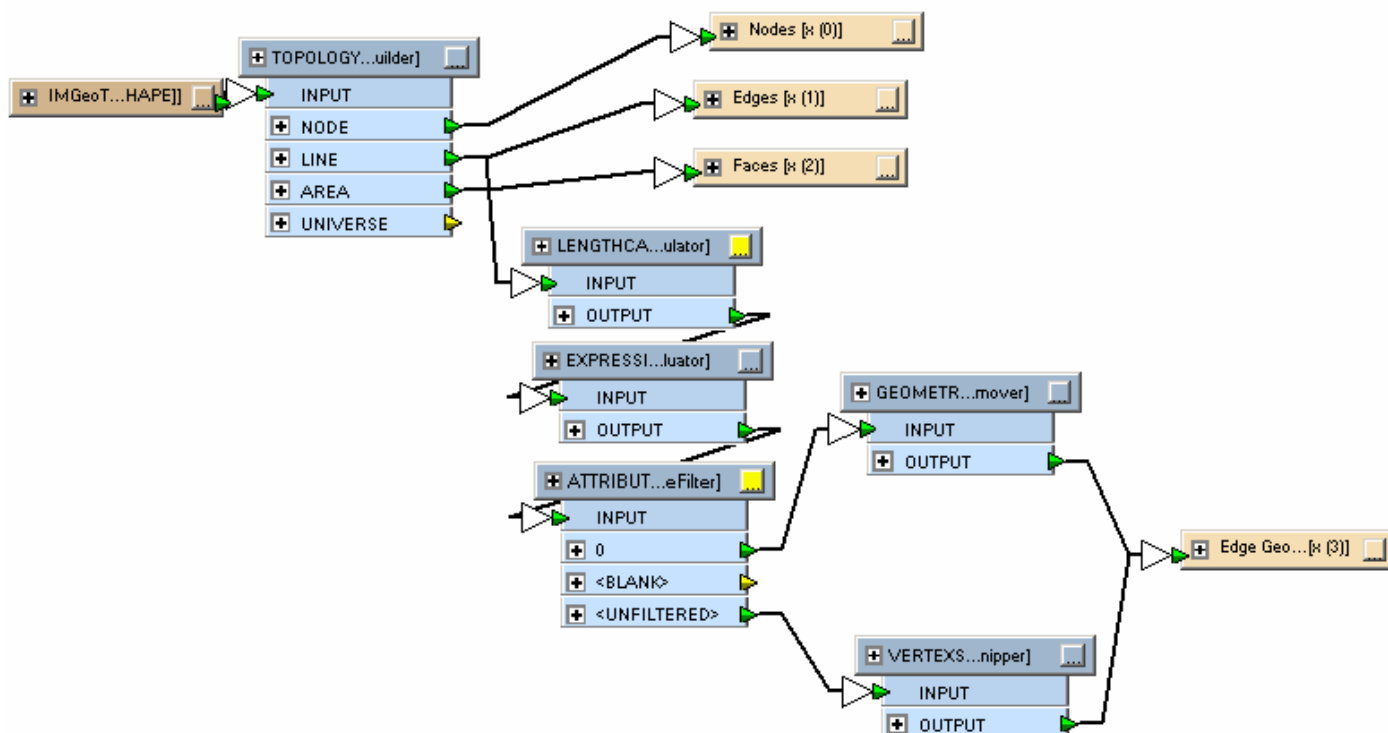 IMGeoT...HAPE]]
TOPOLOGY...uilder]
INPUT
NODE
LINE
AREA
UNIVERSE
Nodes [x (0)]
Edges [x (1)]
Faces [x (2)]
LENGTHCA...ulator]
INPUT
OUTPUT
EXPRESSI...luator]
INPUT
OUTPUT
ATTRIBUT...eFilter]
INPUT
0
<BLANK>
<UNFILTERED>
GEOMETR...mover]
INPUT
OUTPUT
VERTEXS...nipper]
INPUT
OUTPUT
Edge Geo...[x (3)]